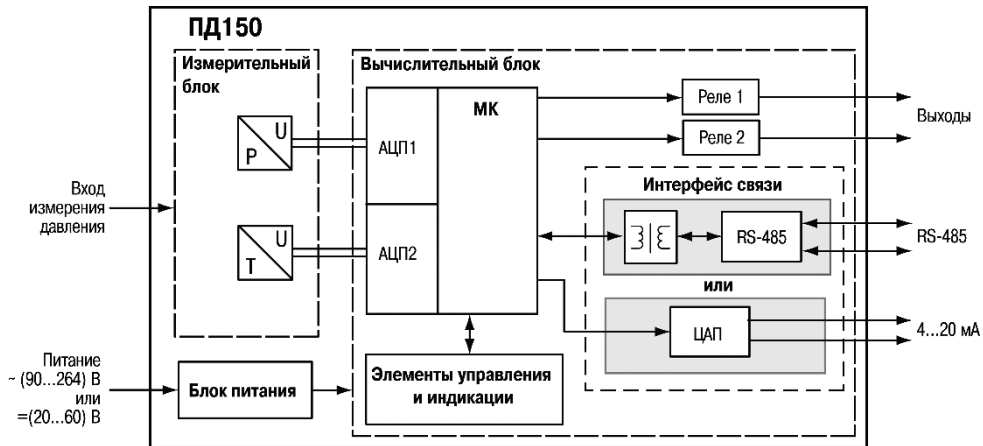 ПД150
Измерительный
блок
Вычислительный блок
U
P
АЦП1
МК
Реле 1
Реле 2
Выходы
Вход
измерения
давления
U
T
АЦП2
Интерфейс связи
RS-485
RS-485
или
ЦАП
4...20 мА
Питание
~ (90...264) В
или
=(20...60) В
Блок питания
Элементы управления
и индикации